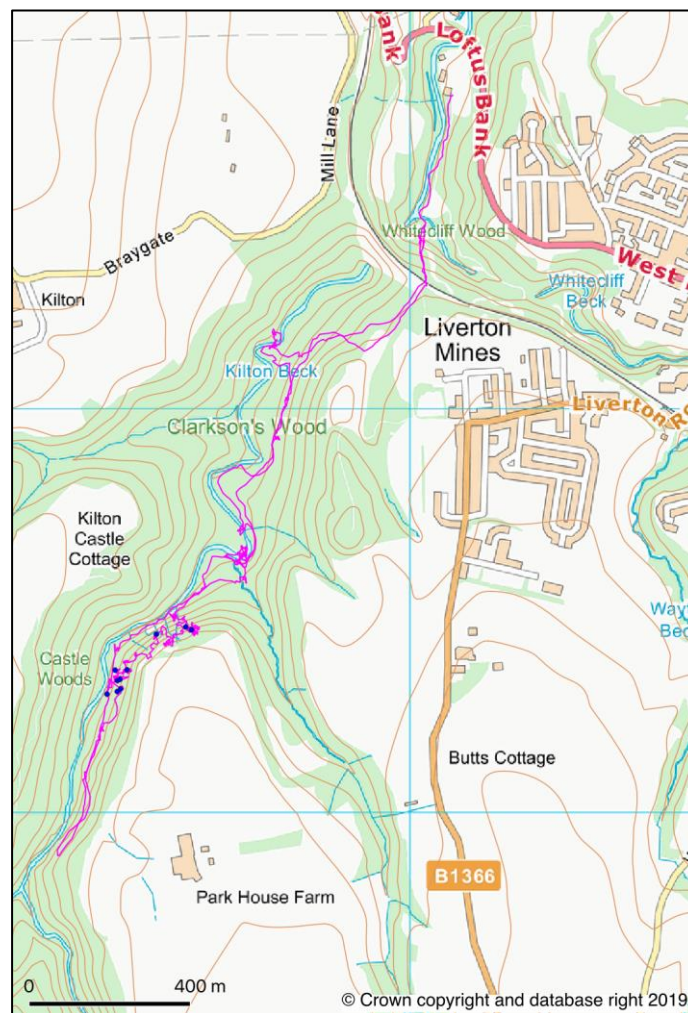 Bank
Loftus Bank
Mill Lane
Whitecliff Wood
Braygate
West
Whitecliff
Beck
Kilton
Liverton
Mines
Kilton Beck
Liverton R
Clarkson's Wood
Kilton
Castle
Cottage
Way
Bec
Castle
Woods
Butts Cottage
B1366
Park House Farm
0 400 m
© Crown copyright and database right 2019